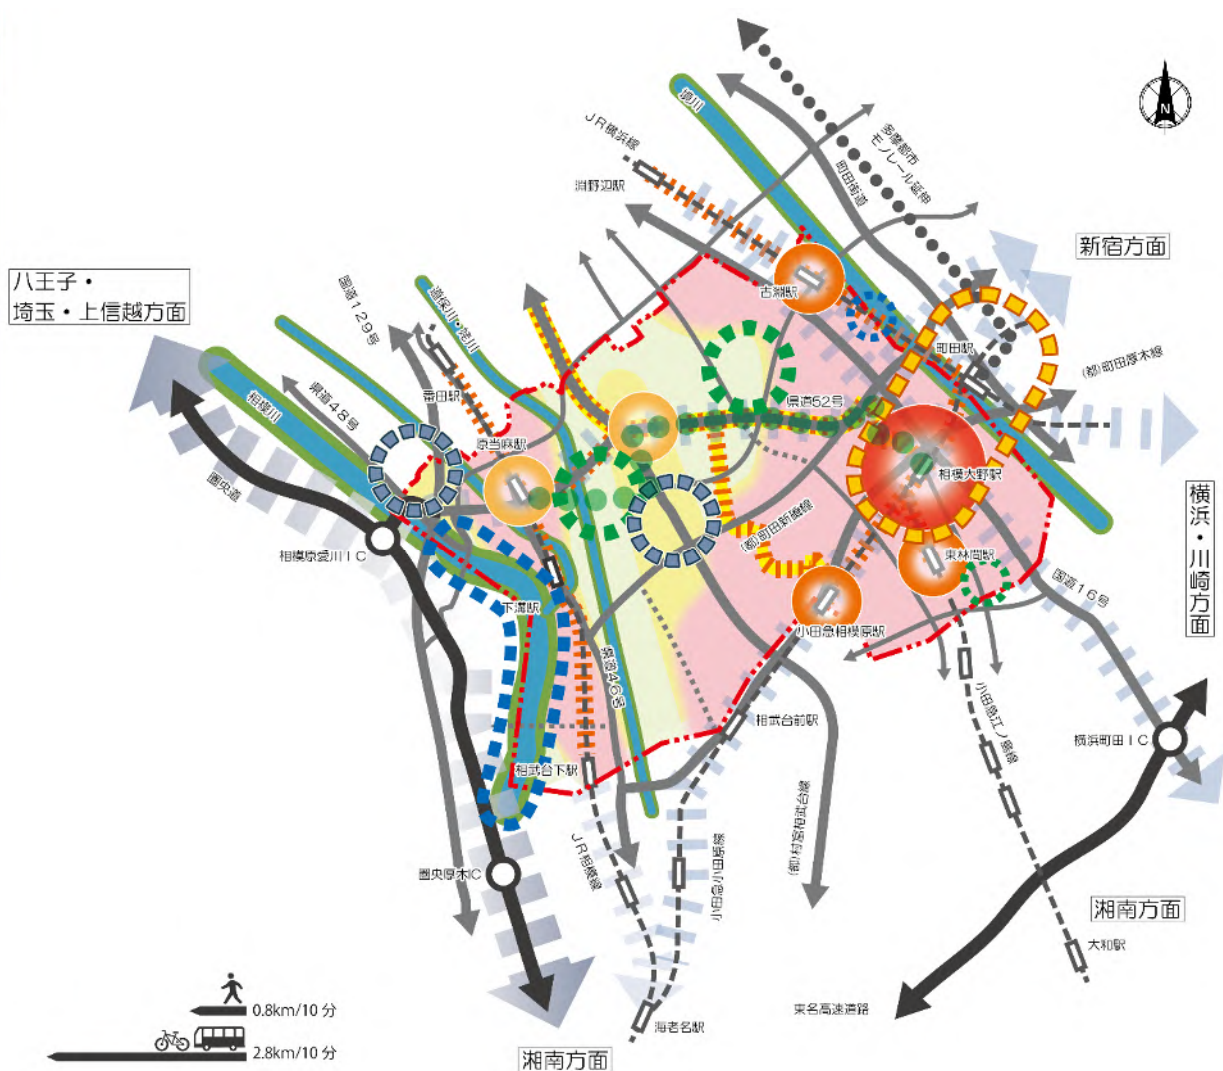 N
境川
JR横浜線
多摩都市
モノレール延伸
町田街道
淵野辺駅
新宿方面
八王子・
埼玉・上信越方面
古淵駅
国道129号
道保川・鳩川
町田駅
(都)町田厚木線
番田駅
県道48号
相模川
県道52号
原当麻駅
相模大野駅
圏央道
横浜・川崎方面
(都)町田新磯線
相模原愛川IC
東林間駅
国道16号
下溝駅
小田急相模原駅
県道46号
小田急江ノ島線
相武台前駅
横浜町田IC
相武台下駅
(都)村富相武台線
JR相模線
小田急小田原線
圏央厚木IC
湘南方面
大和駅
0.8km/10分
東名高速道路
海老名駅
2.8km/10分
湘南方面